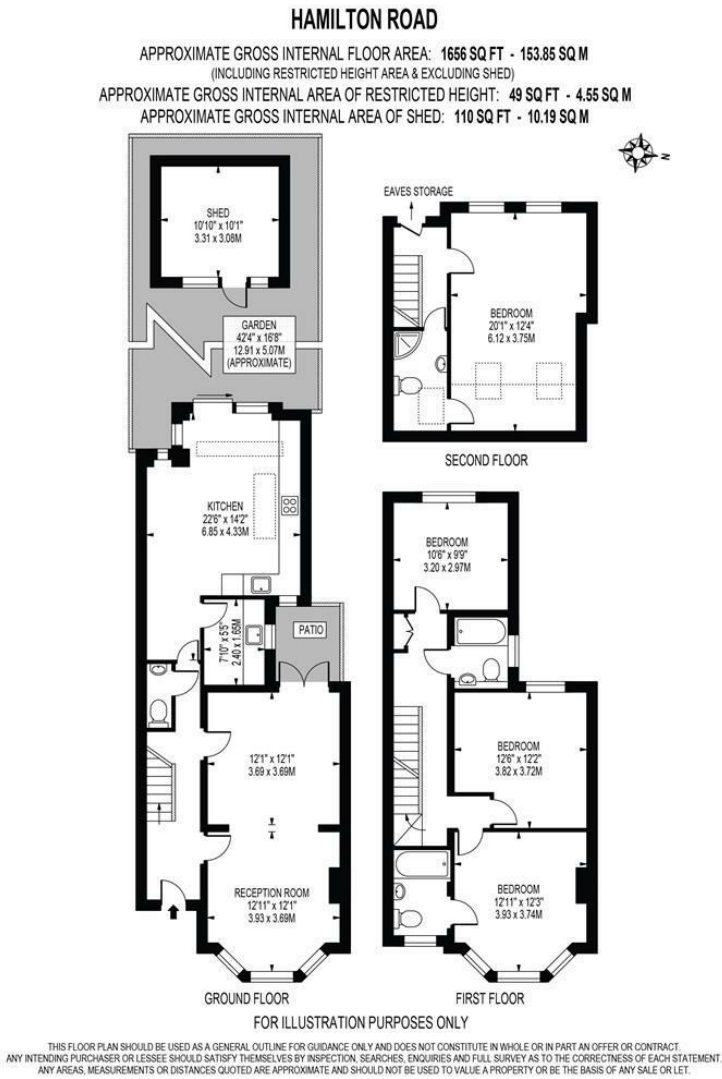 HAMILTON ROAD
APPROXIMATE GROSS INTERNAL FLOOR AREA: 1656 SQ FT - 153.85 SQ M
(INCLUDING RESTRICTED HEIGHT AREA & EXCLUDING SHED)
APPROXIMATE GROSS INTERNAL AREA OF RESTRICTED HEIGHT: 49 SQ FT - 4.55 SQ M
APPROXIMATE GROSS INTERNAL AREA OF SHED: 110 SQ FT - 10.19 SQ M
N
SHED
10'10" x 10'1"
3.31 x 3.08M
GARDEN
42'4" x 16'8"
12.91 x 5.07M
(APPROXIMATE)
KITCHEN
22'6" x 14'2"
6.85 x 4.33M
7'10" x 5'5"
2.40 x 1.65M
PATIO
12'1" x 12'1"
3.69 x 3.69M
RECEPTION ROOM
12'11" x 12'1"
3.93 x 3.69M
GROUND FLOOR
EAVES STORAGE
BEDROOM
20'1" x 12'4"
6.12 x 3.75M
SECOND FLOOR
BEDROOM
10'6" x 9'9"
3.20 x 2.97M
BEDROOM
12'6" x 12'2"
3.82 x 3.72M
BEDROOM
12'11" x 12'3"
3.93 x 3.74M
FIRST FLOOR
FOR ILLUSTRATION PURPOSES ONLY
THIS FLOOR PLAN SHOULD BE USED AS A GENERAL OUTLINE FOR GUIDANCE ONLY AND DOES NOT CONSTITUTE IN WHOLE OR IN PART AN OFFER OR CONTRACT.
ANY INTENDING PURCHASER OR LESSEE SHOULD SATISFY THEMSELVES BY INSPECTION, SEARCHES, ENQUIRIES AND FULL SURVEY AS TO THE CORRECTNESS OF EACH STATEMENT.
ANY AREAS, MEASUREMENTS OR DISTANCES QUOTED ARE APPROXIMATE AND SHOULD NOT BE USED TO VALUE A PROPERTY OR BE THE BASIS OF ANY SALE OR LET.